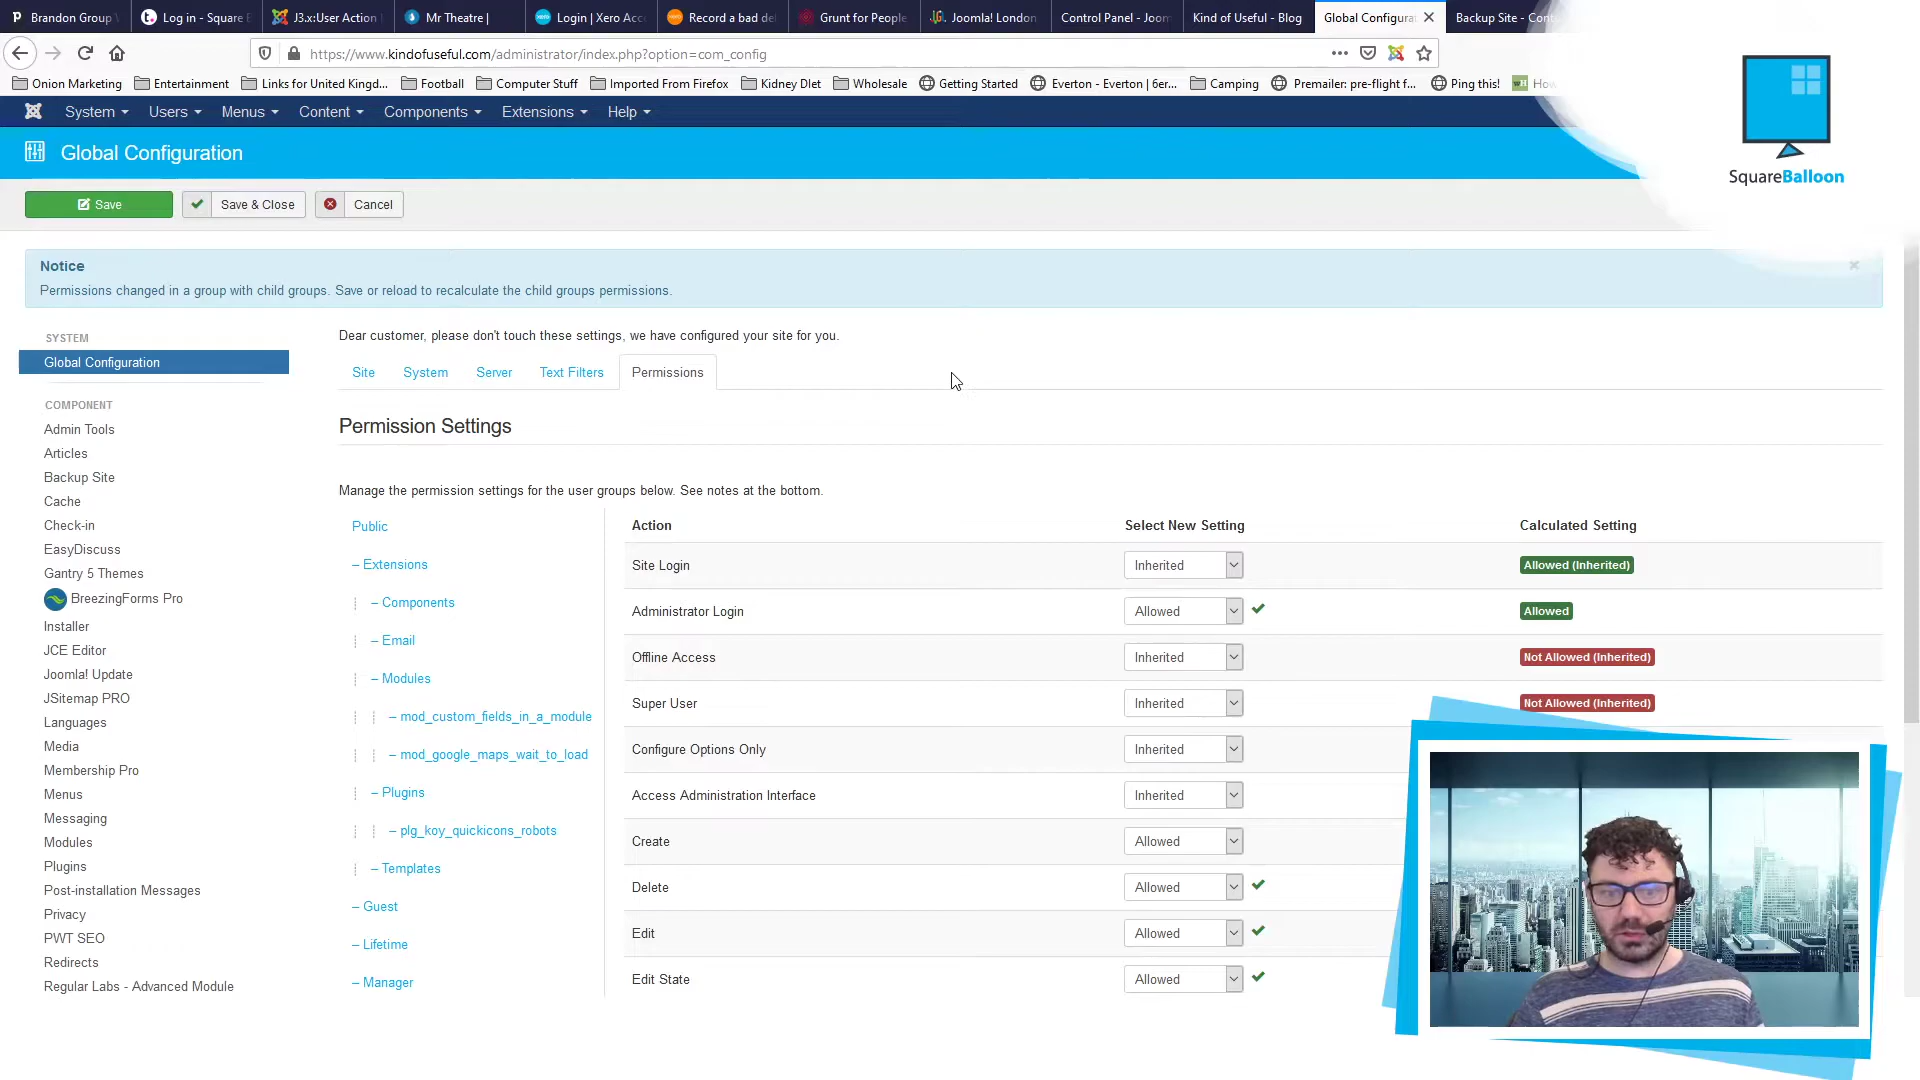 Brandon Group
Log in - Square
J3.x:User Action
Mr Theatre |
Login | Xero Acc
Record a bad de
Grunt for People
Joomla! London
Control Panel - Joom
Kind of Useful - Blog
Global Configura
Backup Site - Cont
https://www.kindofuseful.com/administrator/index.php?option=com_config
Onion Marketing
Entertainment
Links for United Kingd...
Football
Computer Stuff
Imported From Firefox
Kidney DIet
Wholesale
Getting Started
Everton - Everton | 6er...
Camping
Premailer: pre-flight f...
Ping this!
How
System
Users
Menus
Content
Components
Extensions
Help
SquareBalloon
Global Configuration
Save
Save & Close
Cancel
Notice
Permissions changed in a group with child groups. Save or reload to recalculate the child groups permissions.
SYSTEM
Global Configuration
COMPONENT
Admin Tools
Articles
Backup Site
Cache
Check-in
EasyDiscuss
Gantry 5 Themes
BreezingForms Pro
Installer
JCE Editor
Joomla! Update
JSitemap PRO
Languages
Media
Membership Pro
Menus
Messaging
Modules
Plugins
Post-installation Messages
Privacy
PWT SEO
Redirects
Regular Labs - Advanced Module
Dear customer, please don't touch these settings, we have configured your site for you.
Site
System
Server
Text Filters
Permissions
Permission Settings
Manage the permission settings for the user groups below. See notes at the bottom.
Public
– Extensions
– Components
– Email
– Modules
– mod_custom_fields_in_a_module
– mod_google_maps_wait_to_load
– Plugins
– plg_koy_quickicons_robots
– Templates
– Guest
– Lifetime
– Manager
Action Select New Setting Calculated Setting
Site Login Inherited Allowed (Inherited)
Administrator Login Allowed Allowed
Offline Access Inherited Not Allowed (Inherited)
Super User Inherited Not Allowed (Inherited)
Configure Options Only Inherited
Access Administration Interface Inherited
Create Allowed
Delete Allowed
Edit Allowed
Edit State Allowed